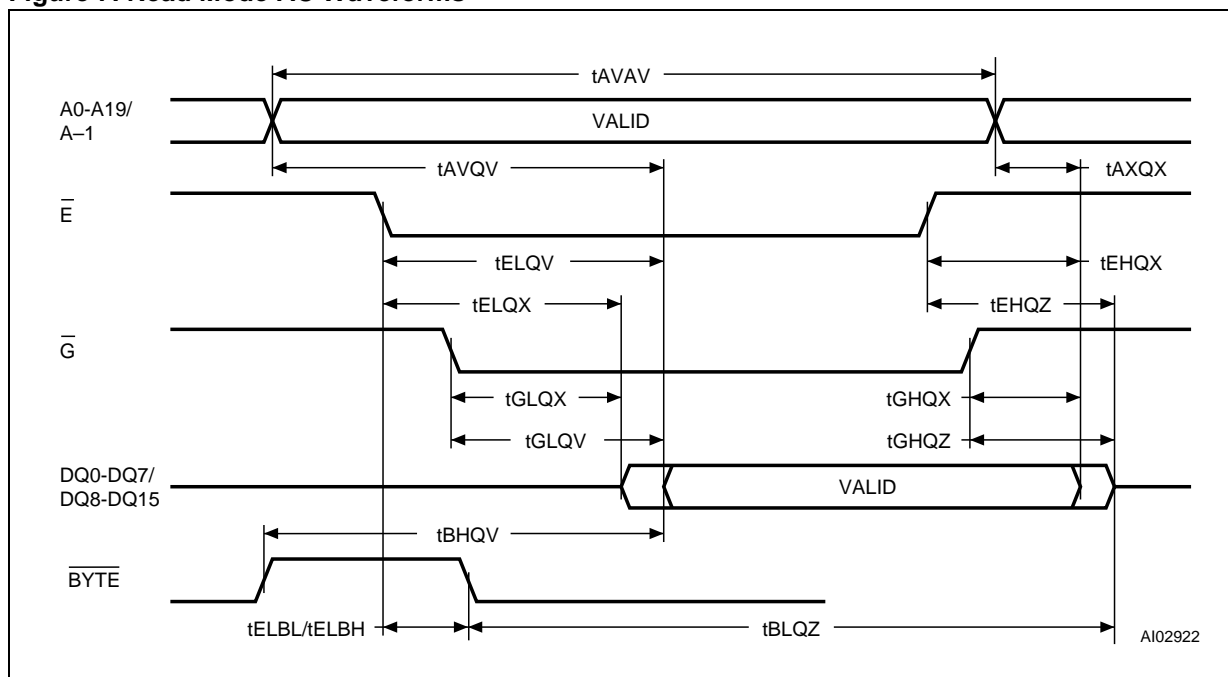 tAVAV
A0-A19/
A–1
VALID
tAVQV
tAXQX
E
tELQV
tEHQX
tELQX
tEHQZ
G
tGLQX
tGHQX
tGLQV
tGHQZ
DQ0-DQ7/
DQ8-DQ15
VALID
tBHQV
BYTE
tELBL/tELBH
tBLQZ
AI02922